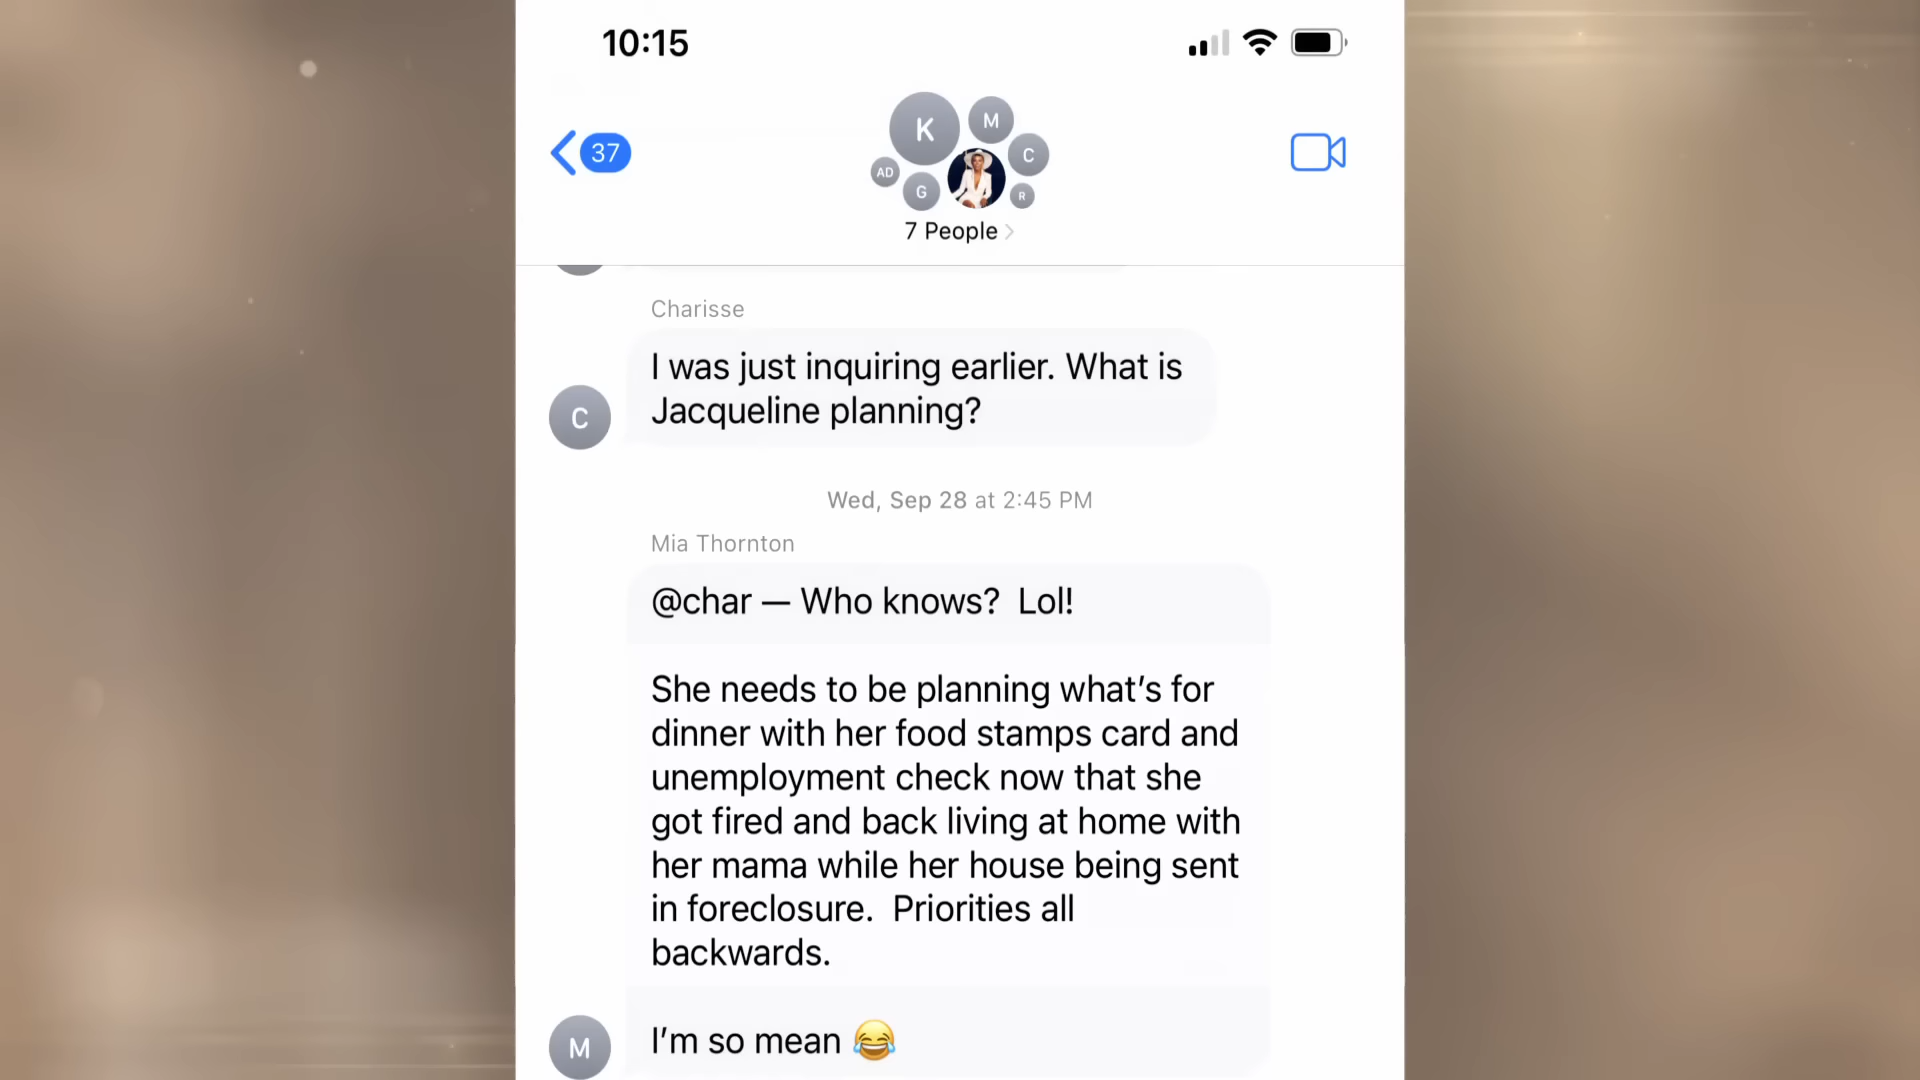 10:15
37
K
M
C
AD
G
R
7 People
Charisse
I was just inquiring earlier. What is
Jacqueline planning?
C
Wed, Sep 28 at 2:45 PM
Mia Thornton
@char — Who knows?  Lol!
She needs to be planning what’s for
dinner with her food stamps card and
unemployment check now that she
got fired and back living at home with
her mama while her house being sent
in foreclosure.  Priorities all
backwards.
M
I’m so mean 😂